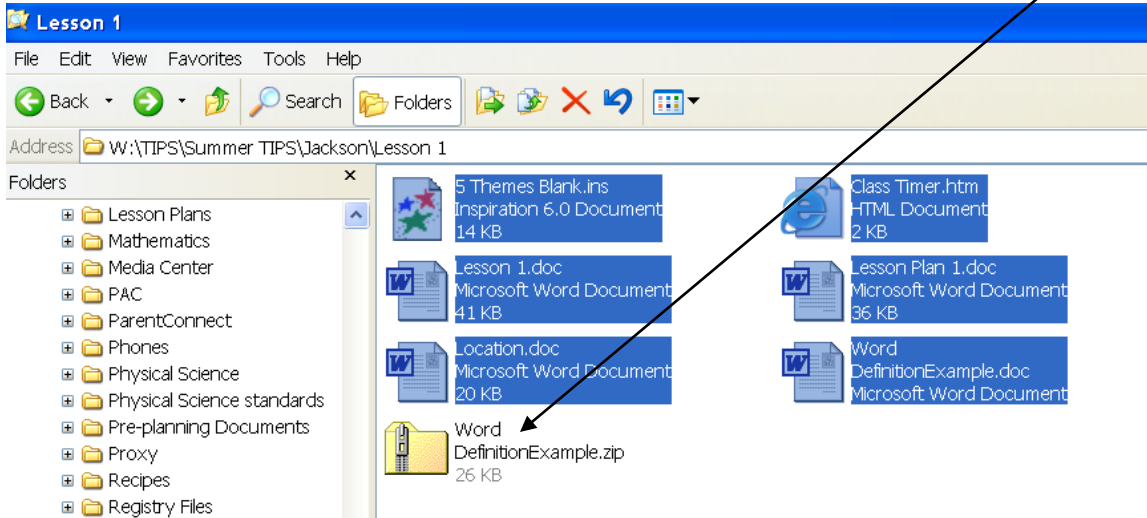 Lesson 1
File Edit View Favorites Tools Help
Back Search Folders
Address W:\TIPS\Summer TIPS\Jackson\Lesson 1
Folders x
Lesson Plans
Mathematics
Media Center
PAC
ParentConnect
Phones
Physical Science
Physical Science standards
Pre-planning Documents
Proxy
Recipes
Registry Files
5 Themes Blank.ins
Inspiration 6.0 Document
14 KB
Class Timer.htm
HTML Document
2 KB
Lesson 1.doc
Microsoft Word Document
41 KB
Lesson Plan 1.doc
Microsoft Word Document
36 KB
Location.doc
Microsoft Word Document
20 KB
Word
DefinitionExample.doc
Microsoft Word Document
Word
DefinitionExample.zip
26 KB